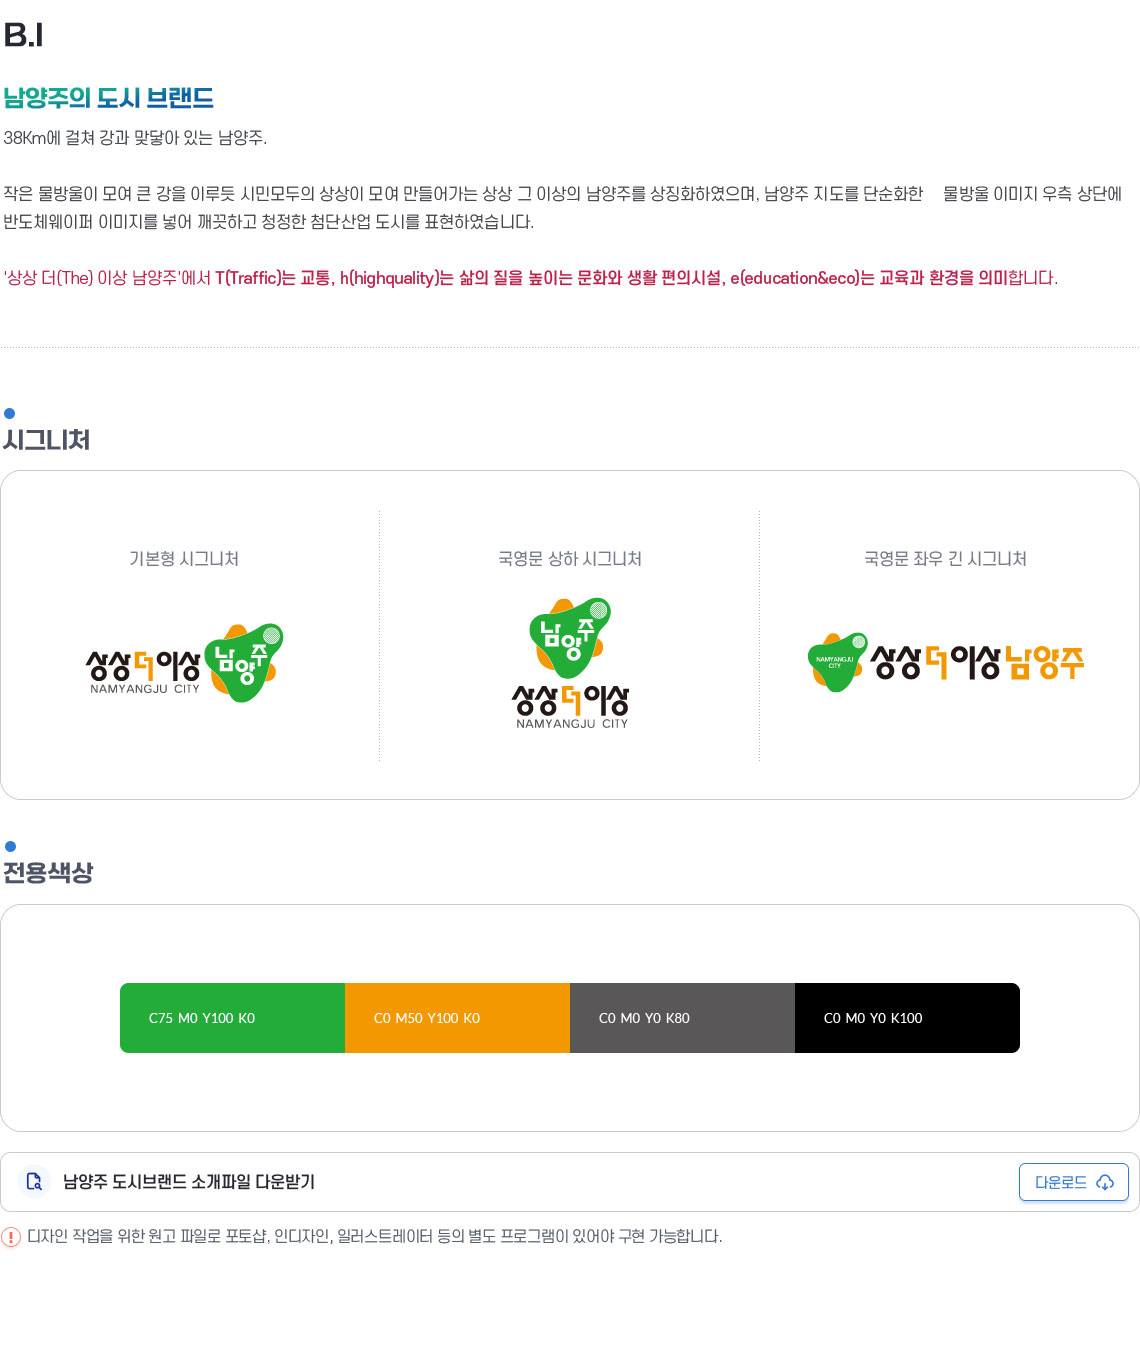 B.I
남양주의 도시 브랜드
38Km에 걸쳐 강과 맞닿아 있는 남양주.
작은 물방울이 모여 큰 강을 이루듯 시민모두의 상상이 모여 만들어가는 상상 그 이상의 남양주를 상징화하였으며, 남양주 지도를 단순화한 물방울 이미지 우측 상단에
반도체웨이퍼 이미지를 넣어 깨끗하고 청정한 첨단산업 도시를 표현하였습니다.
'상상 더(The) 이상 남양주'에서 T(Traffic)는 교통, h(highquality)는 삶의 질을 높이는 문화와 생활 편의시설, e(education&eco)는 교육과 환경을 의미합니다.
시그니처
기본형 시그니처
상상더이상 남양주
NAMYANGJU CITY
국영문 상하 시그니처
남양주
상상더이상
NAMYANGJU CITY
국영문 좌우 긴 시그니처
NAMYANGJU CITY 상상더이상남양주
전용색상
C75 M0 Y100 K0
C0 M50 Y100 K0
C0 M0 Y0 K80
C0 M0 Y0 K100
남양주 도시브랜드 소개파일 다운받기
다운로드
디자인 작업을 위한 원고 파일로 포토샵, 인디자인, 일러스트레이터 등의 별도 프로그램이 있어야 구현 가능합니다.